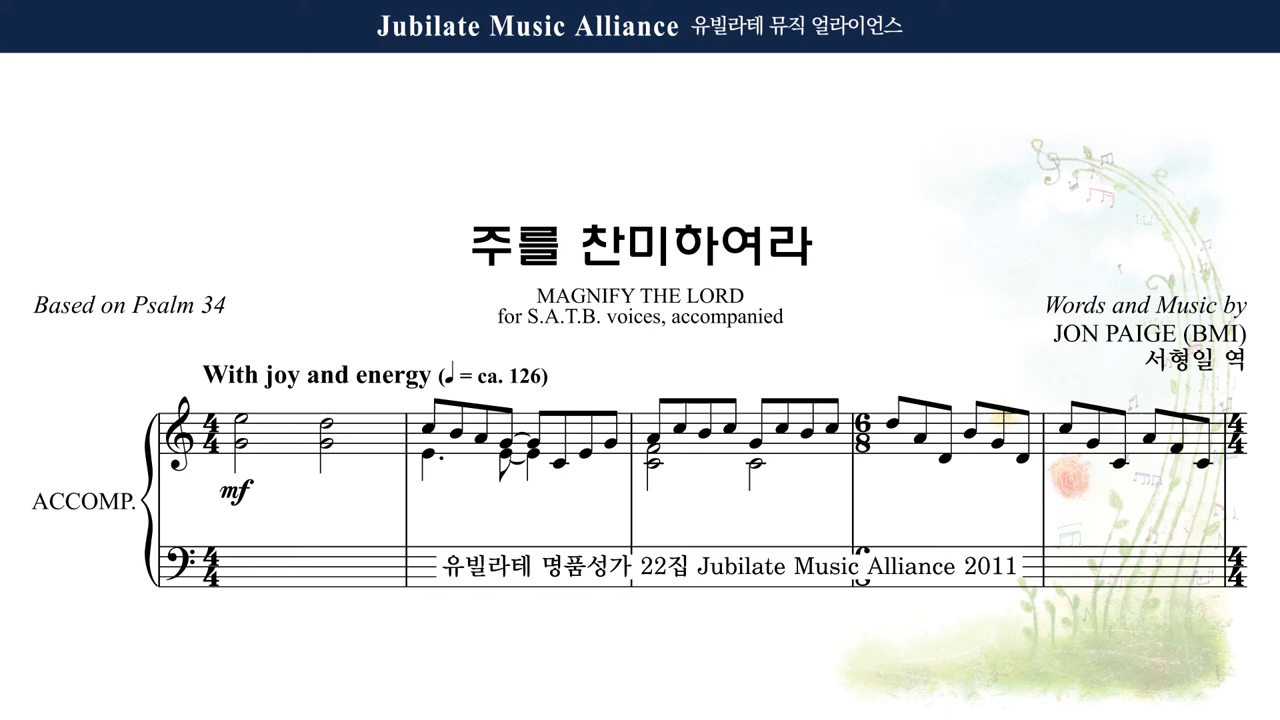 Jubilate Music Alliance 유빌라테 뮤직 얼라이언스
주를 찬미하여라
MAGNIFY THE LORD
for S.A.T.B. voices, accompanied
Based on Psalm 34
Words and Music by
JON PAIGE (BMI)
서형일 역
With joy and energy (♩ = ca. 126)
mf
ACCOMP.
유빌라테 명품성가 22집 Jubilate Music Alliance 2011